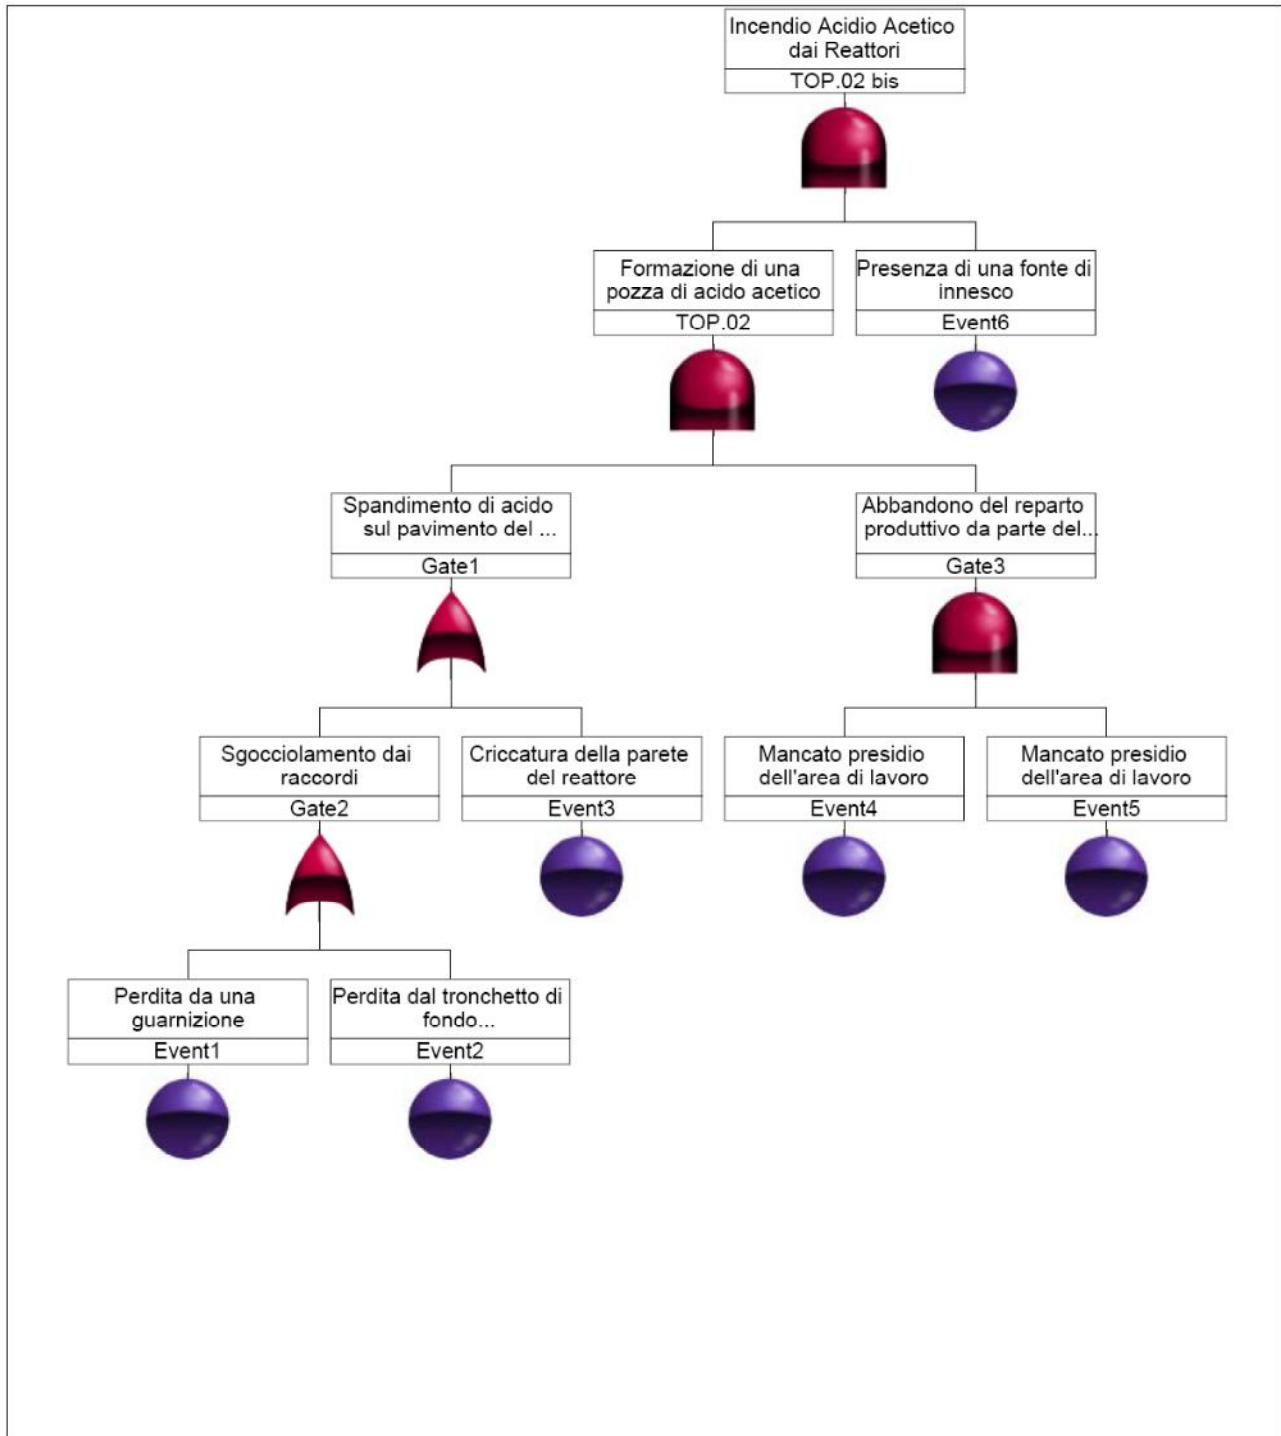 Incendio Acidio Acetico
dai Reattori
TOP.02 bis
Formazione di una
pozza di acido acetico
TOP.02
Presenza di una fonte di
innesco
Event6
Spandimento di acido
sul pavimento del ...
Gate1
Abbandono del reparto
produttivo da parte del...
Gate3
Sgocciolamento dai
raccordi
Gate2
Criccatura della parete
del reattore
Event3
Mancato presidio
dell'area di lavoro
Event4
Mancato presidio
dell'area di lavoro
Event5
Perdita da una
guarnizione
Event1
Perdita dal tronchetto di
fondo...
Event2